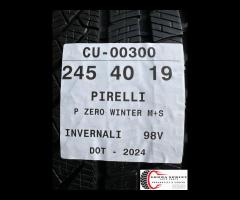 CU-00300
245 40 19
PIRELLI
P ZERO WINTER M+S
INVERNALI 98V
DOT - 2024